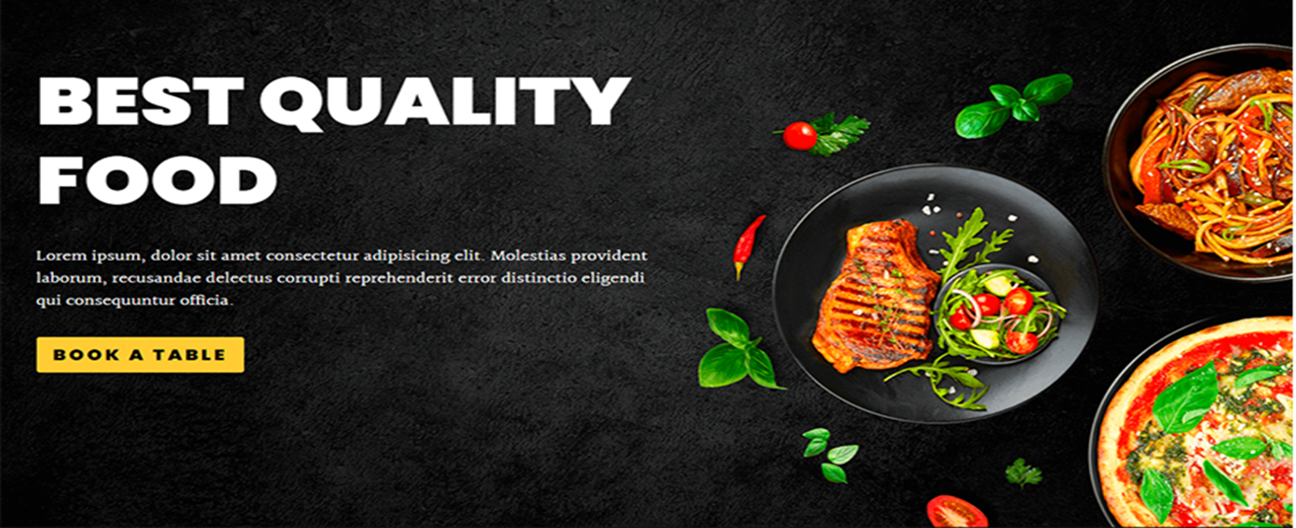 BEST QUALITY
FOOD
Lorem ipsum, dolor sit amet consectetur adipisicing elit. Molestias provident
laborum, recusandae delectus corrupti reprehenderit error distinctio eligendi
qui consequuntur officia.
BOOK A TABLE